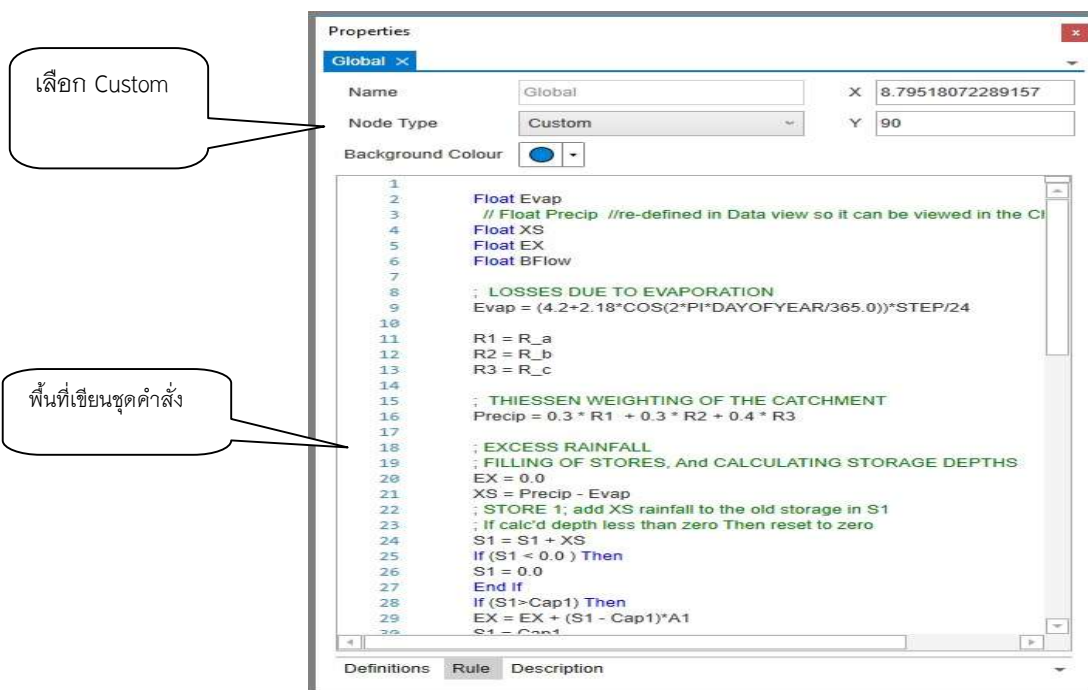 Properties
Global
Name Global X 8.79518072289157
Node Type Custom Y 90
Background Colour
เลือก Custom
พื้นที่เขียนชุดคำสั่ง
1
2 Float Evap
3 // Float Precip //re-defined in Data view so it can be viewed in the Ch
4 Float XS
5 Float EX
6 Float BFlow
7
8 ; LOSSES DUE TO EVAPORATION
9 Evap = (4.2+2.18*COS(2*PI*DAYOFYEAR/365.0))*STEP/24
10
11 R1 = R_a
12 R2 = R_b
13 R3 = R_c
14
15 ; THIESSEN WEIGHTING OF THE CATCHMENT
16 Precip = 0.3 * R1 + 0.3 * R2 + 0.4 * R3
17
18 ; EXCESS RAINFALL
19 ; FILLING OF STORES, And CALCULATING STORAGE DEPTHS
20 EX = 0.0
21 XS = Precip - Evap
22 ; STORE 1; add XS rainfall to the old storage in S1
23 ; If calc'd depth less than zero Then reset to zero
24 S1 = S1 + XS
25 If (S1 < 0.0 ) Then
26 S1 = 0.0
27 End If
28 If (S1>Cap1) Then
29 EX = EX + (S1 - Cap1)*A1
30 S1 = Cap1
Definitions Rule Description